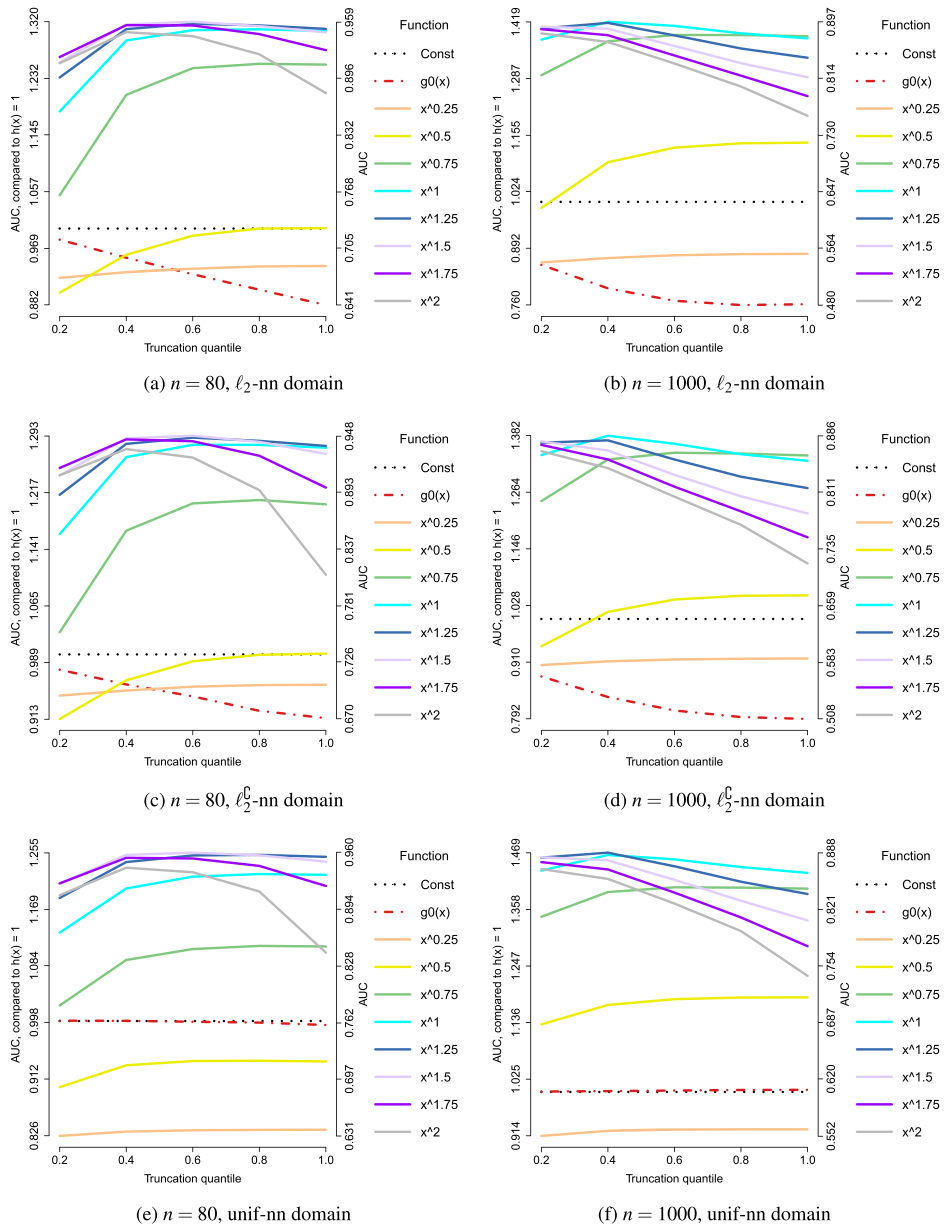 AUC, compared to h(x) = 1
0.882 0.969 1.057 1.145 1.232 1.320
0.641 0.705 0.768 0.832 0.896 0.959
AUC
0.2 0.4 0.6 0.8 1.0
Truncation quantile
Function
Const
g0(x)
x^0.25
x^0.5
x^0.75
x^1
x^1.25
x^1.5
x^1.75
x^2
(a) n = 80, ℓ₂-nn domain
AUC, compared to h(x) = 1
0.760 0.892 1.024 1.155 1.287 1.419
0.480 0.564 0.647 0.730 0.814 0.897
AUC
0.2 0.4 0.6 0.8 1.0
Truncation quantile
Function
Const
g0(x)
x^0.25
x^0.5
x^0.75
x^1
x^1.25
x^1.5
x^1.75
x^2
(b) n = 1000, ℓ₂-nn domain
AUC, compared to h(x) = 1
0.913 0.989 1.065 1.141 1.217 1.293
0.670 0.726 0.781 0.837 0.893 0.948
AUC
0.2 0.4 0.6 0.8 1.0
Truncation quantile
Function
Const
g0(x)
x^0.25
x^0.5
x^0.75
x^1
x^1.25
x^1.5
x^1.75
x^2
(c) n = 80, ℓ₂^∁-nn domain
AUC, compared to h(x) = 1
0.792 0.910 1.028 1.146 1.264 1.382
0.508 0.583 0.659 0.735 0.811 0.886
AUC
0.2 0.4 0.6 0.8 1.0
Truncation quantile
Function
Const
g0(x)
x^0.25
x^0.5
x^0.75
x^1
x^1.25
x^1.5
x^1.75
x^2
(d) n = 1000, ℓ₂^∁-nn domain
AUC, compared to h(x) = 1
0.826 0.912 0.998 1.084 1.169 1.255
0.631 0.697 0.762 0.828 0.894 0.960
AUC
0.2 0.4 0.6 0.8 1.0
Truncation quantile
Function
Const
g0(x)
x^0.25
x^0.5
x^0.75
x^1
x^1.25
x^1.5
x^1.75
x^2
(e) n = 80, unif-nn domain
AUC, compared to h(x) = 1
0.914 1.025 1.136 1.247 1.358 1.469
0.552 0.620 0.687 0.754 0.821 0.888
AUC
0.2 0.4 0.6 0.8 1.0
Truncation quantile
Function
Const
g0(x)
x^0.25
x^0.5
x^0.75
x^1
x^1.25
x^1.5
x^1.75
x^2
(f) n = 1000, unif-nn domain